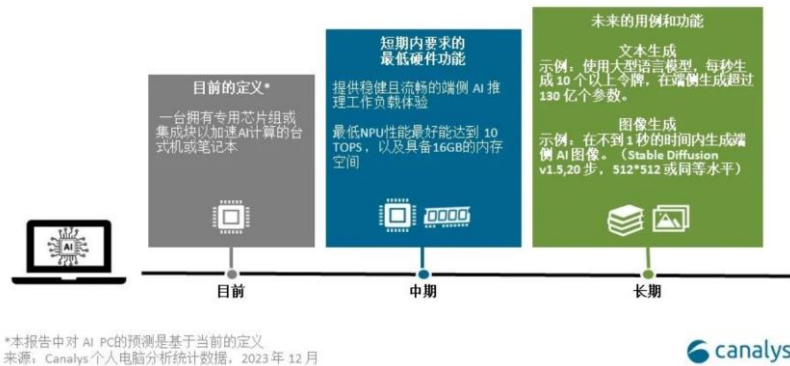 目前的定义*
一台拥有专用芯片组或
集成块以加速AI计算的台
式机或笔记本
短期内要求的
最低硬件功能
提供稳健且流畅的端侧 AI 推
理工作负载体验
最低NPU性能最好能达到 10
TOPS，以及具备16GB的内存
空间
未来的用例和功能
文本生成
示例：使用大型语言模型，每秒生
成 10 个以上令牌，在端侧生成超过
130 亿个参数。
图像生成
示例：在不到 1 秒的时间内生成端
侧 AI 图像。（Stable Diffusion
v1.5,20 步，512*512 或同等水平）
AI
目前
中期
长期
*本报告中对 AI PC的预测是基于当前的定义
来源：Canalys 个人电脑分析统计数据，2023 年 12 月
canalys